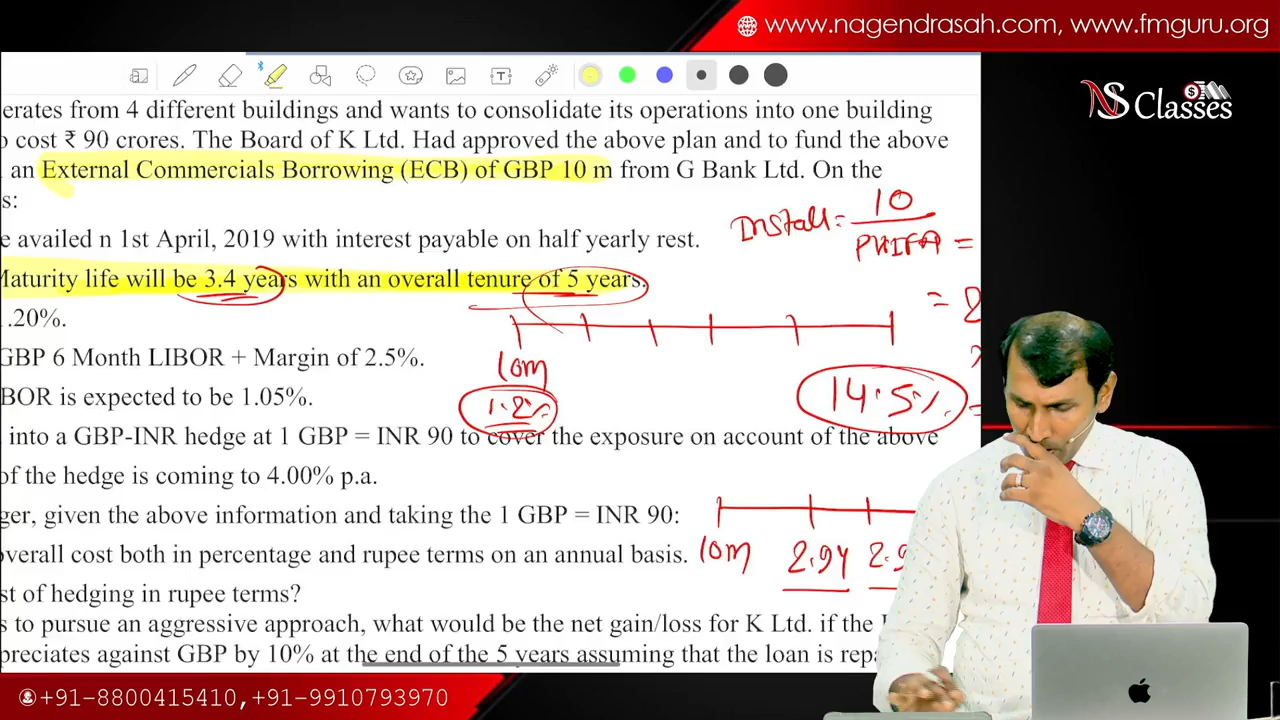 www.nagendrasah.com, www.fmguru.org
NS Classes
erates from 4 different buildings and wants to consolidate its operations into one building
o cost ₹ 90 crores. The Board of K Ltd. Had approved the above plan and to fund the above
an External Commercials Borrowing (ECB) of GBP 10 m from G Bank Ltd. On the
s:
Install = 10
e availed n 1st April, 2019 with interest payable on half yearly rest.
=
Maturity life will be 3.4 years with an overall tenure of 5 years.
= 2
.20%.
GBP 6 Month LIBOR + Margin of 2.5%.
10m
BOR is expected to be 1.05%.
1.2%
14.5%
into a GBP-INR hedge at 1 GBP = INR 90 to cover the exposure on account of the above
of the hedge is coming to 4.00% p.a.
ger, given the above information and taking the 1 GBP = INR 90:
overall cost both in percentage and rupee terms on an annual basis.
10m 2.94 2.9
st of hedging in rupee terms?
s to pursue an aggressive approach, what would be the net gain/loss for K Ltd. if the
preciates against GBP by 10% at the end of the 5 years assuming that the loan is repa
+91-8800415410,+91-9910793970